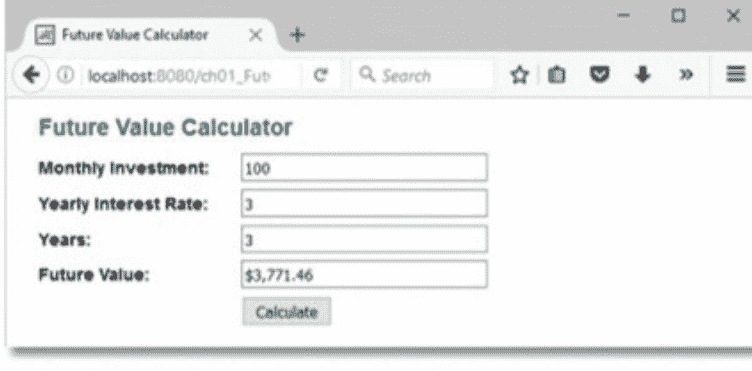 Future Value Calculator
localhost:8080/ch01_Fut
Search
Future Value Calculator
Monthly Investment: 100
Yearly Interest Rate: 3
Years: 3
Future Value: $3,771.46
Calculate